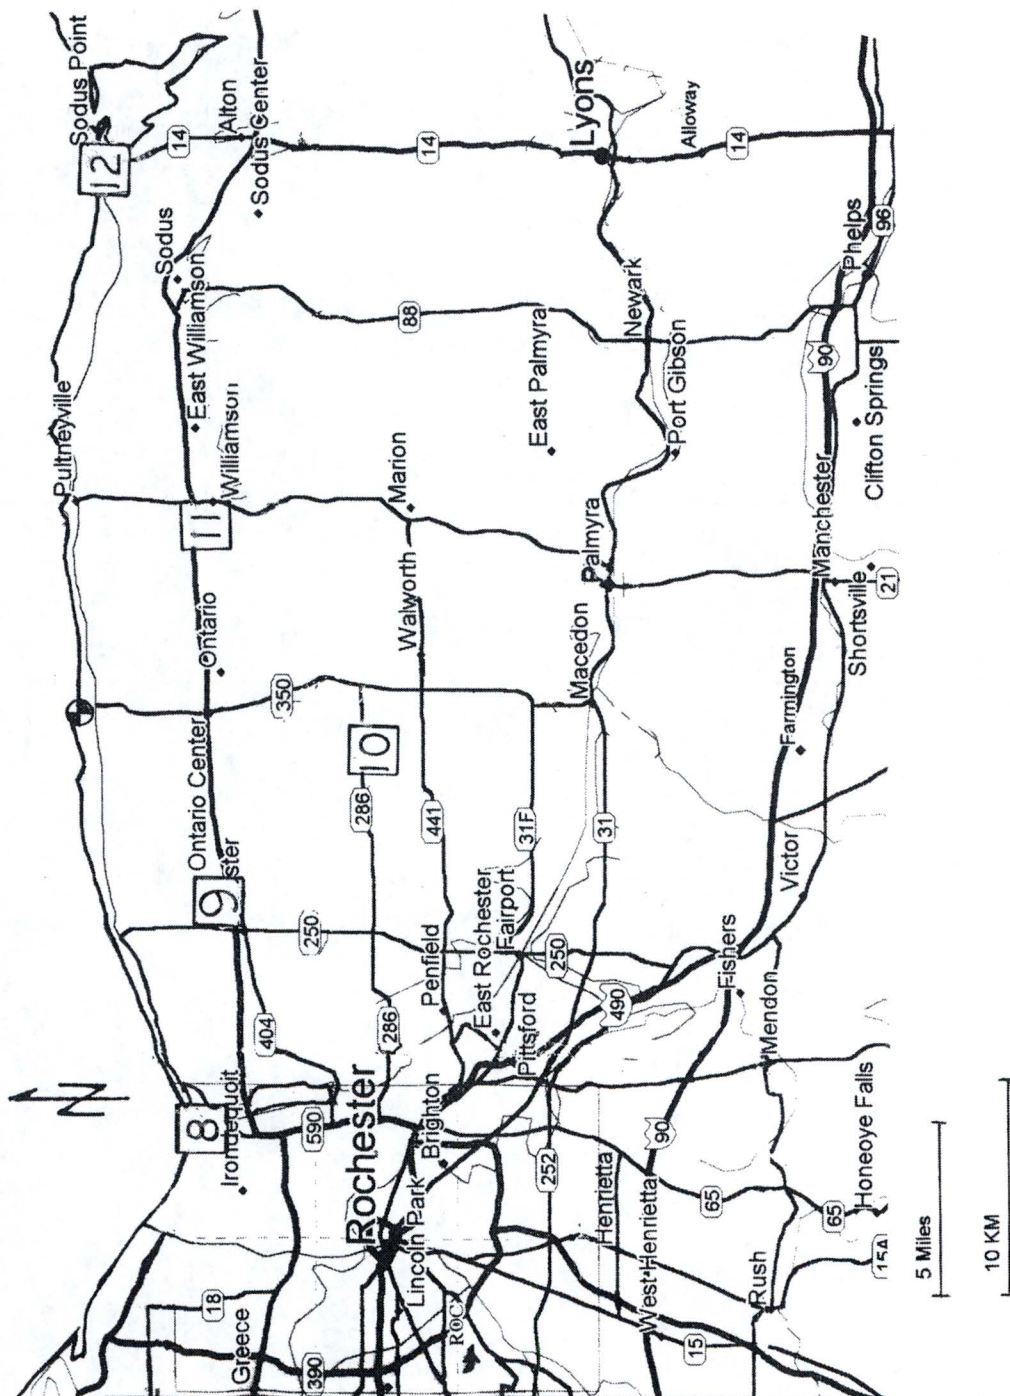 Sodus Point
12
14
Alton
Sodus Center
14
Lyons
Alloway
14
Sodus
Phelps
96
East Williamson
88
Newark
90
Pultneyville
East Palmyra
Port Gibson
Clifton Springs
Williamson
Marion
11
Palmyra
Manchester
Walworth
Shortsville
21
Ontario
Macedon
350
Farmington
Ontario Center
10
286
441
31F
31
Victor
ster
9
250
Penfield
East Rochester
Fairport
250
Fishers
404
286
Pittsford
490
Mendon
8
Irondequoit
590
Rochester
Brighton
252
90
Honeoye Falls
Lincoln Park
Henrietta
65
65
West Henrietta
15A
18
Greece
ROC
Rush
390
15
N
5 Miles
10 KM